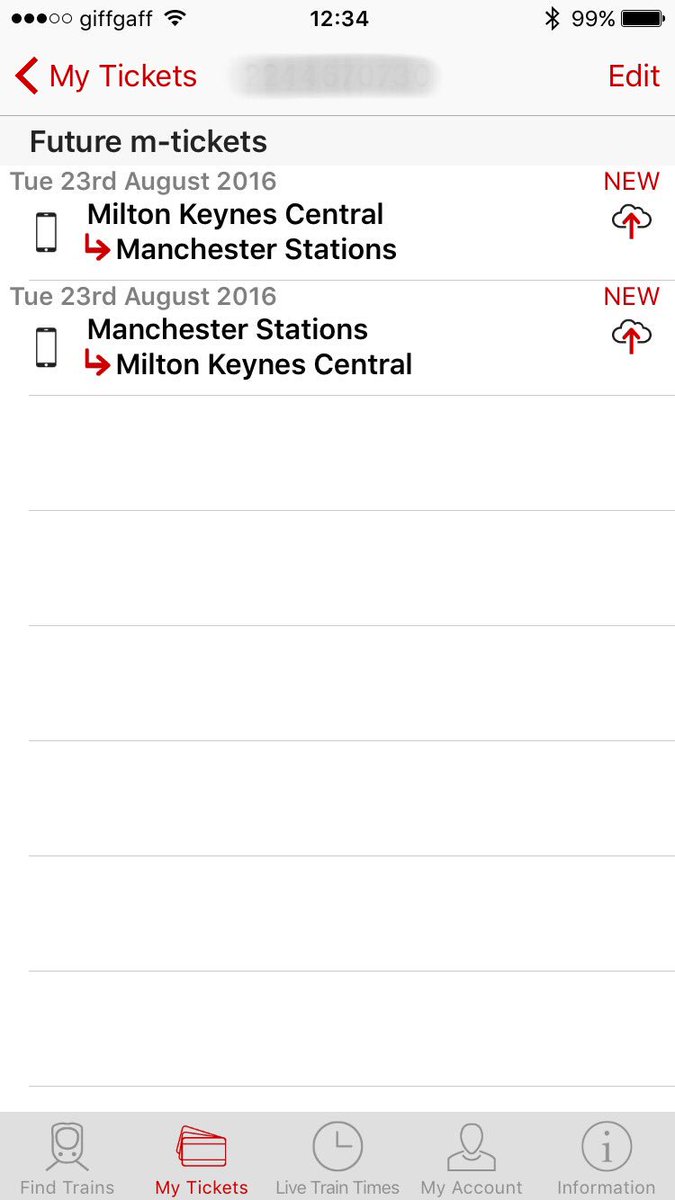 giffgaff 12:34 99%
My Tickets Edit
Future m-tickets
Tue 23rd August 2016 NEW
Milton Keynes Central
Manchester Stations
Tue 23rd August 2016 NEW
Manchester Stations
Milton Keynes Central
Find Trains My Tickets Live Train Times My Account Information